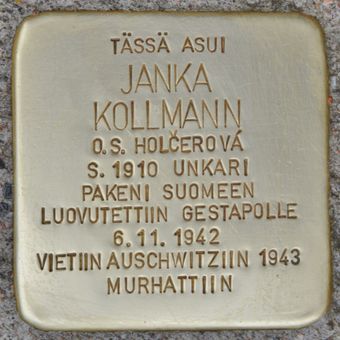 TÄSSÄ ASUI
JANKA
KOLLMANN
O.S. HOLČEROVÁ
S. 1910 UNKARI
PAKENI SUOMEEN
LUOVUTETTIIN GESTAPOLLE
6.11.1942
VIETIIN AUSCHWITZIIN 1943
MURHATTIIN